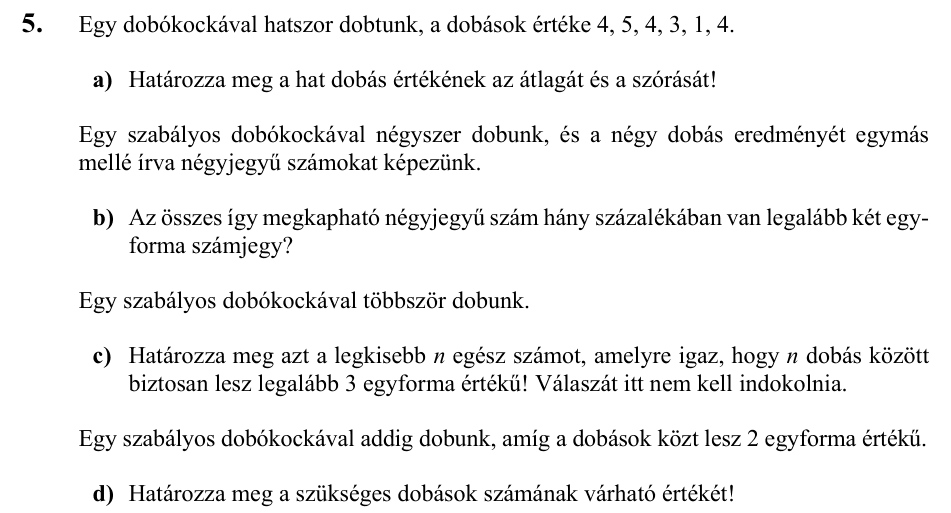 5. Egy dobókockával hatszor dobtunk, a dobások értéke 4, 5, 4, 3, 1, 4.
a) Határozza meg a hat dobás értékének az átlagát és a szórását!
Egy szabályos dobókockával négyszer dobunk, és a négy dobás eredményét egymás
mellé írva négyjegyű számokat képezünk.
b) Az összes így megkapható négyjegyű szám hány százalékában van legalább két egy-
forma számjegy?
Egy szabályos dobókockával többször dobunk.
c) Határozza meg azt a legkisebb n egész számot, amelyre igaz, hogy n dobás között
biztosan lesz legalább 3 egyforma értékű! Válaszát itt nem kell indokolnia.
Egy szabályos dobókockával addig dobunk, amíg a dobások közt lesz 2 egyforma értékű.
d) Határozza meg a szükséges dobások számának várható értékét!